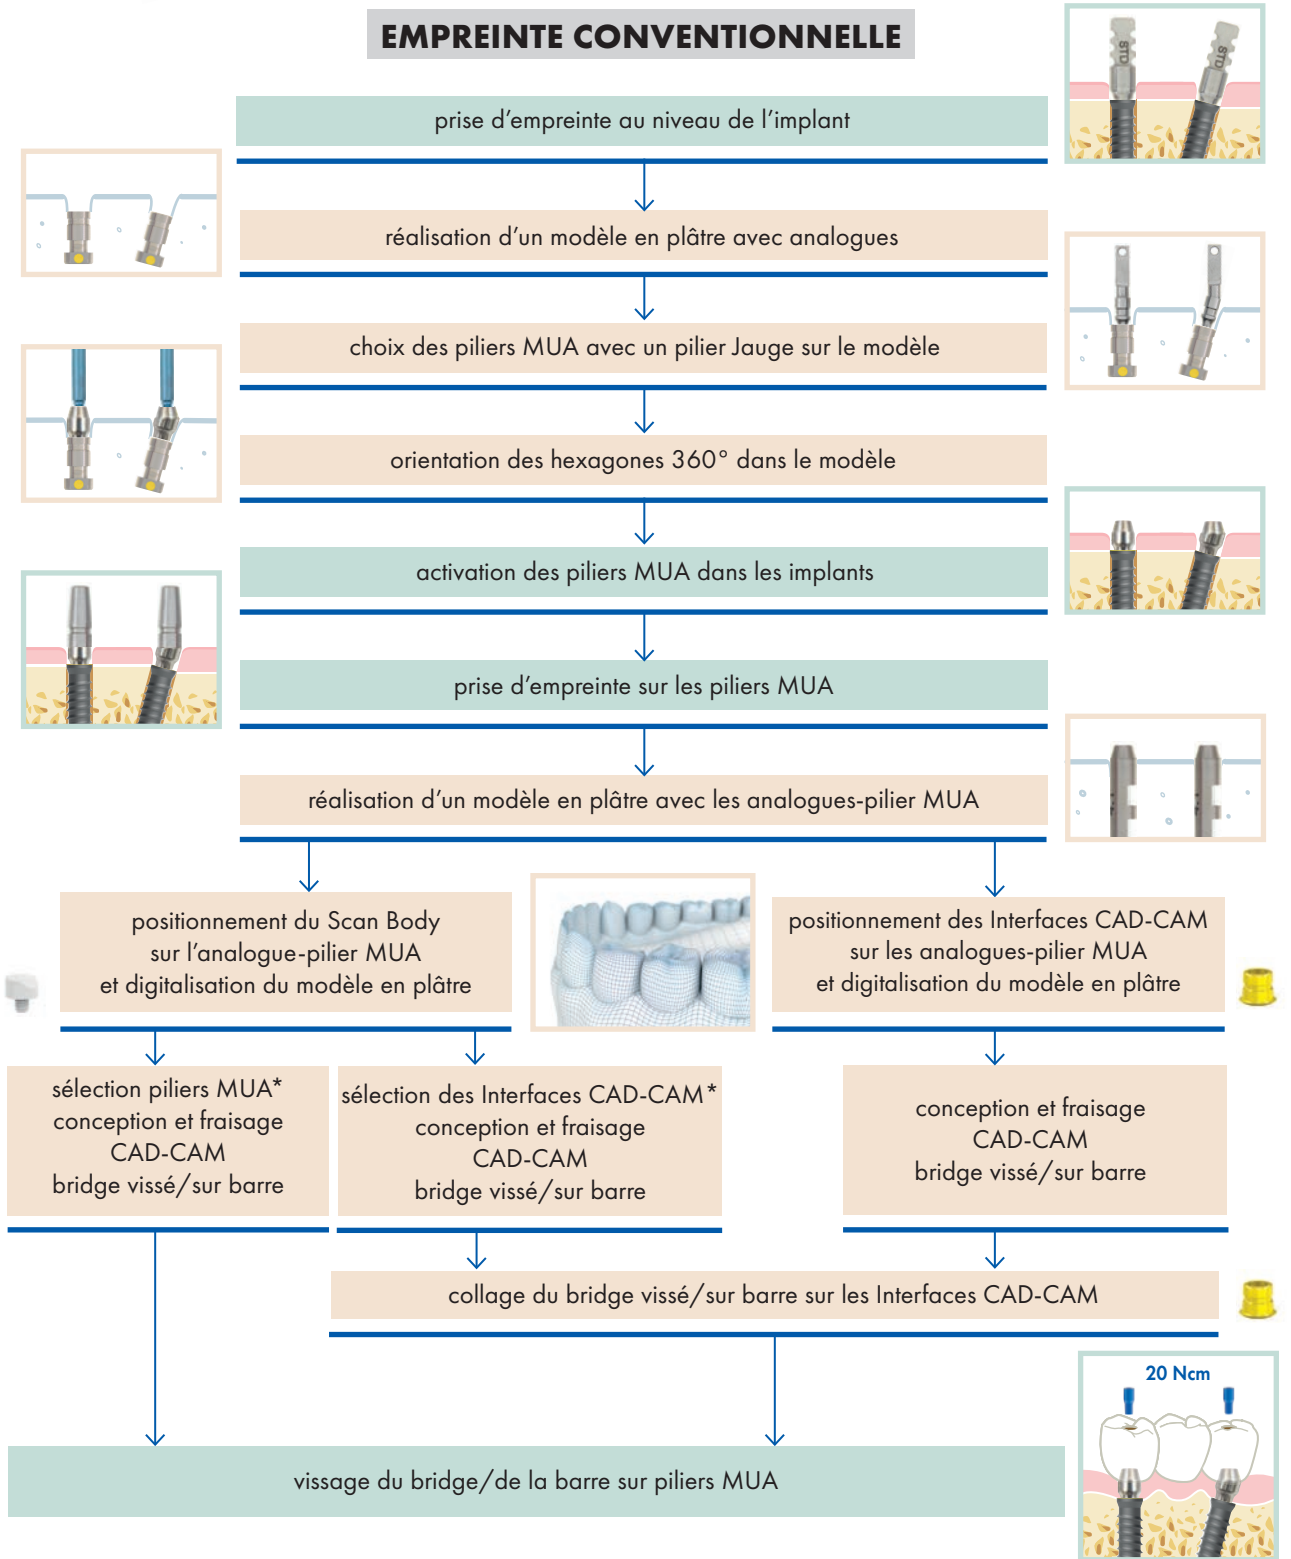 EMPREINTE CONVENTIONNELLE
STD
STD
prise d’empreinte au niveau de l’implant
réalisation d’un modèle en plâtre avec analogues
choix des piliers MUA avec un pilier Jauge sur le modèle
orientation des hexagones 360° dans le modèle
activation des piliers MUA dans les implants
prise d’empreinte sur les piliers MUA
réalisation d’un modèle en plâtre avec les analogues-pilier MUA
positionnement du Scan Body
sur l’analogue-pilier MUA
et digitalisation du modèle en plâtre
positionnement des Interfaces CAD-CAM
sur les analogues-pilier MUA
et digitalisation du modèle en plâtre
sélection piliers MUA*
conception et fraisage
CAD-CAM
bridge vissé/sur barre
sélection des Interfaces CAD-CAM*
conception et fraisage
CAD-CAM
bridge vissé/sur barre
conception et fraisage
CAD-CAM
bridge vissé/sur barre
collage du bridge vissé/sur barre sur les Interfaces CAD-CAM
20 Ncm
vissage du bridge/de la barre sur piliers MUA